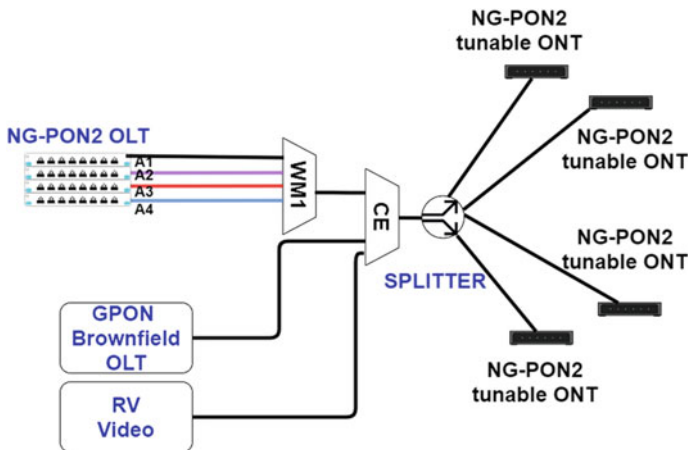 NG-PON2
tunable ONT
NG-PON2 OLT
A1
A2
A3
A4
WM1
CE
NG-PON2
tunable ONT
NG-PON2
tunable ONT
SPLITTER
GPON
Brownfield
OLT
NG-PON2
tunable ONT
RV
Video